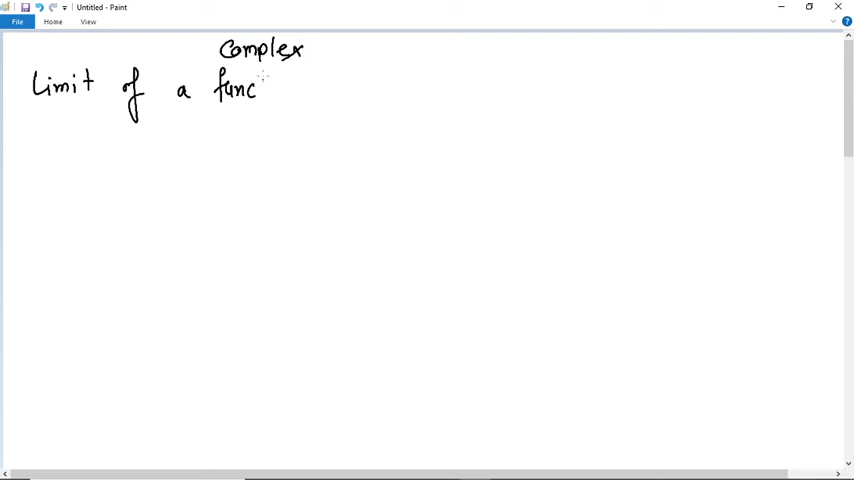 Untitled - Paint
File Home View
Complex
Limit of a func